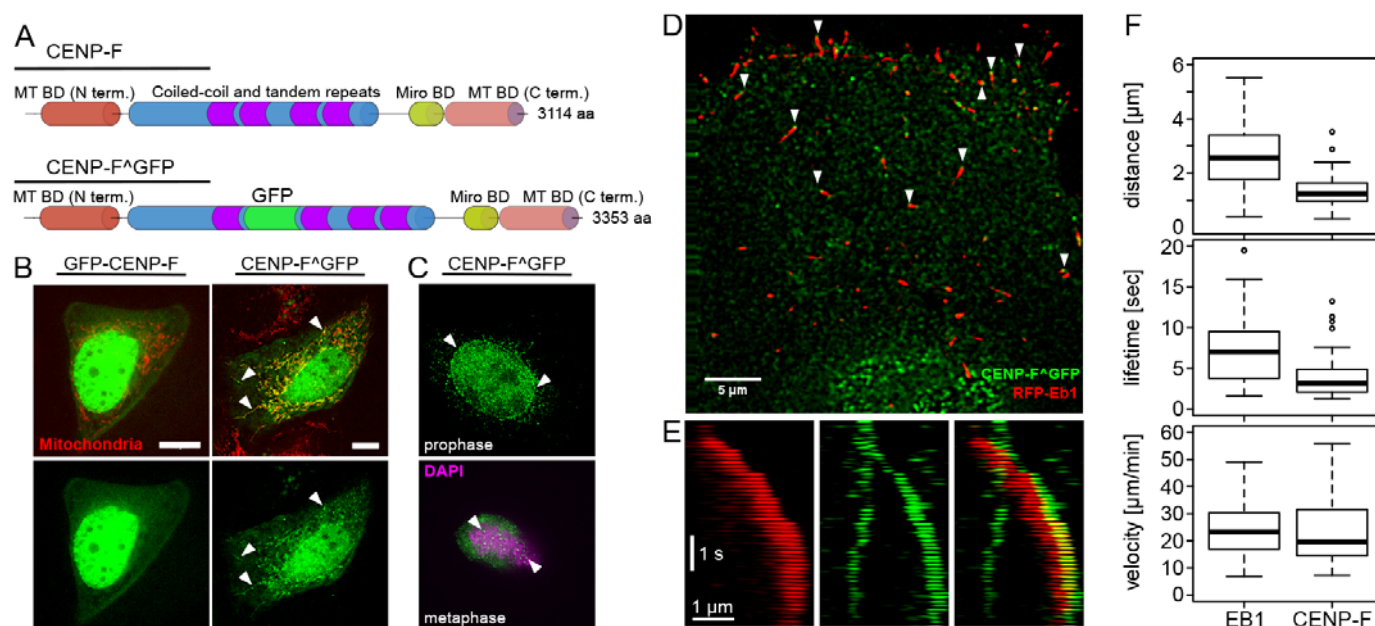 A
CENP-F
MT BD (N term.) Coiled-coil and tandem repeats Miro BD MT BD (C term.)
3114 aa
CENP-F^GFP
MT BD (N term.) GFP Miro BD MT BD (C term.)
3353 aa
B
GFP-CENP-F CENP-F^GFP
Mitochondria
C
CENP-F^GFP
prophase
DAPI
metaphase
D
5 µm
CENP-F^GFP
RFP-Eb1
E
1 s
1 µm
F
distance [µm]
6
4
2
0
lifetime [sec]
20
15
10
5
0
velocity [µm/min]
60
50
40
30
20
10
0
EB1 CENP-F